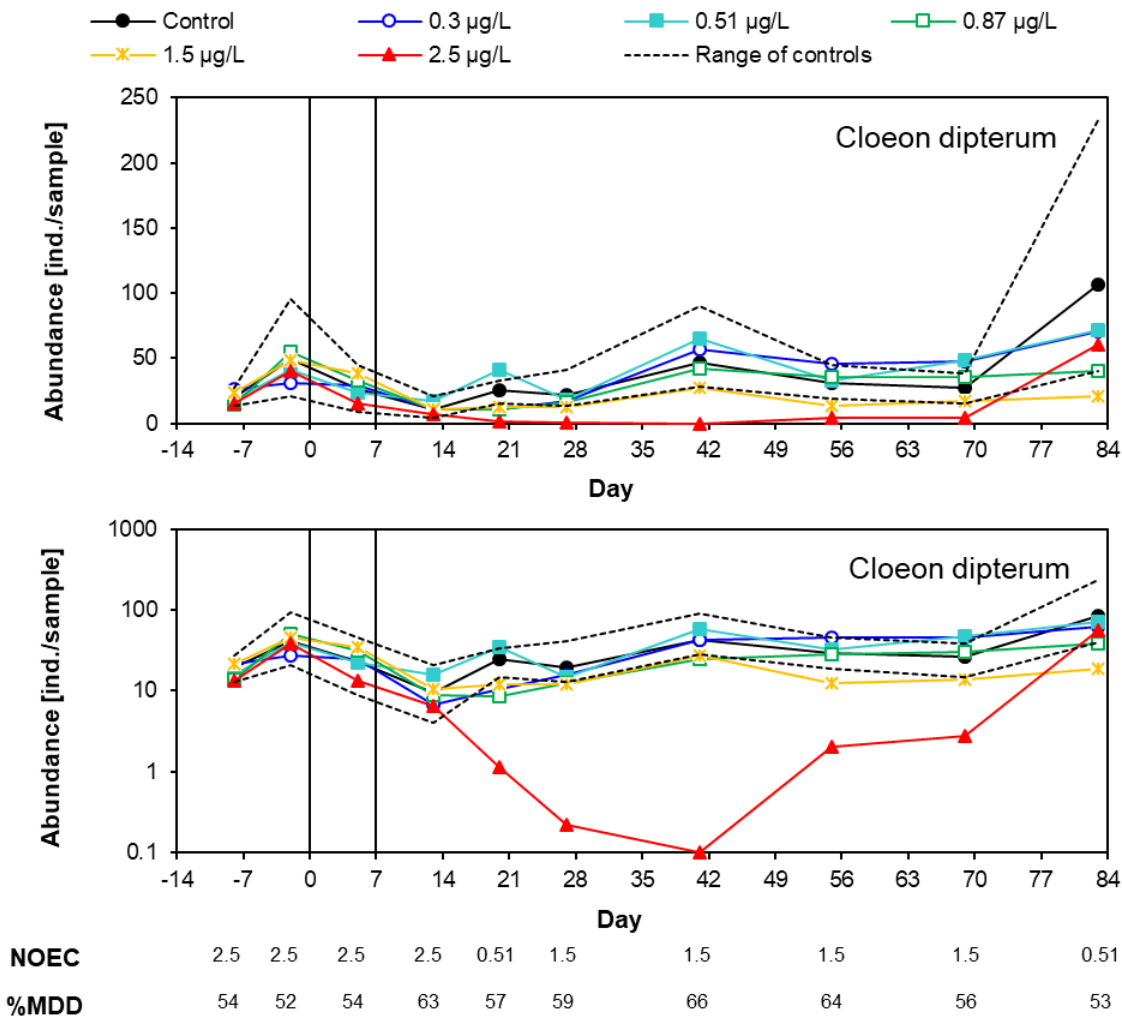 Control 0.3 µg/L 0.51 µg/L 0.87 µg/L
1.5 µg/L 2.5 µg/L Range of controls
Abundance [ind./sample]
250
200
150
100
50
0
Cloeon dipterum
-14 -7 0 7 14 21 28 35 42 49 56 63 70 77 84
Day
Abundance [ind./sample]
1000
100
10
1
0.1
Cloeon dipterum
-14 -7 0 7 14 21 28 35 42 49 56 63 70 77 84
Day
NOEC 2.5 2.5 2.5 2.5 0.51 1.5 1.5 1.5 1.5 0.51
%MDD 54 52 54 63 57 59 66 64 56 53